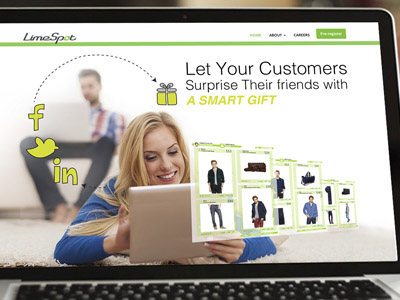 LimeSpot
HOME
ABOUT
CAREERS
Pre-register
Let Your Customers
Surprise Their friends with
A SMART GIFT
f
in